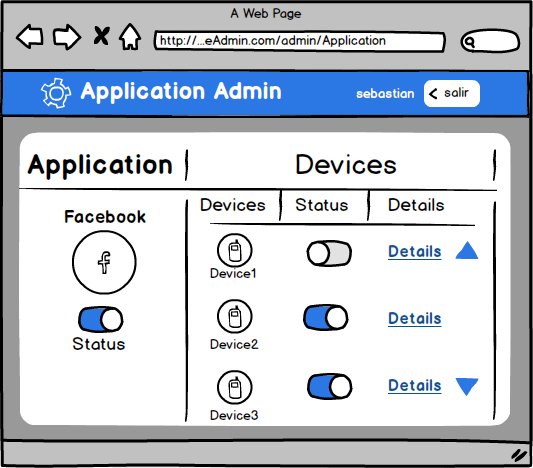 A Web Page
http://...eAdmin.com/admin/Application
Application Admin
sebastian
< salir
Application
Devices
Facebook
f
Status
Devices Status Details
Device1 Details
Device2 Details
Device3 Details